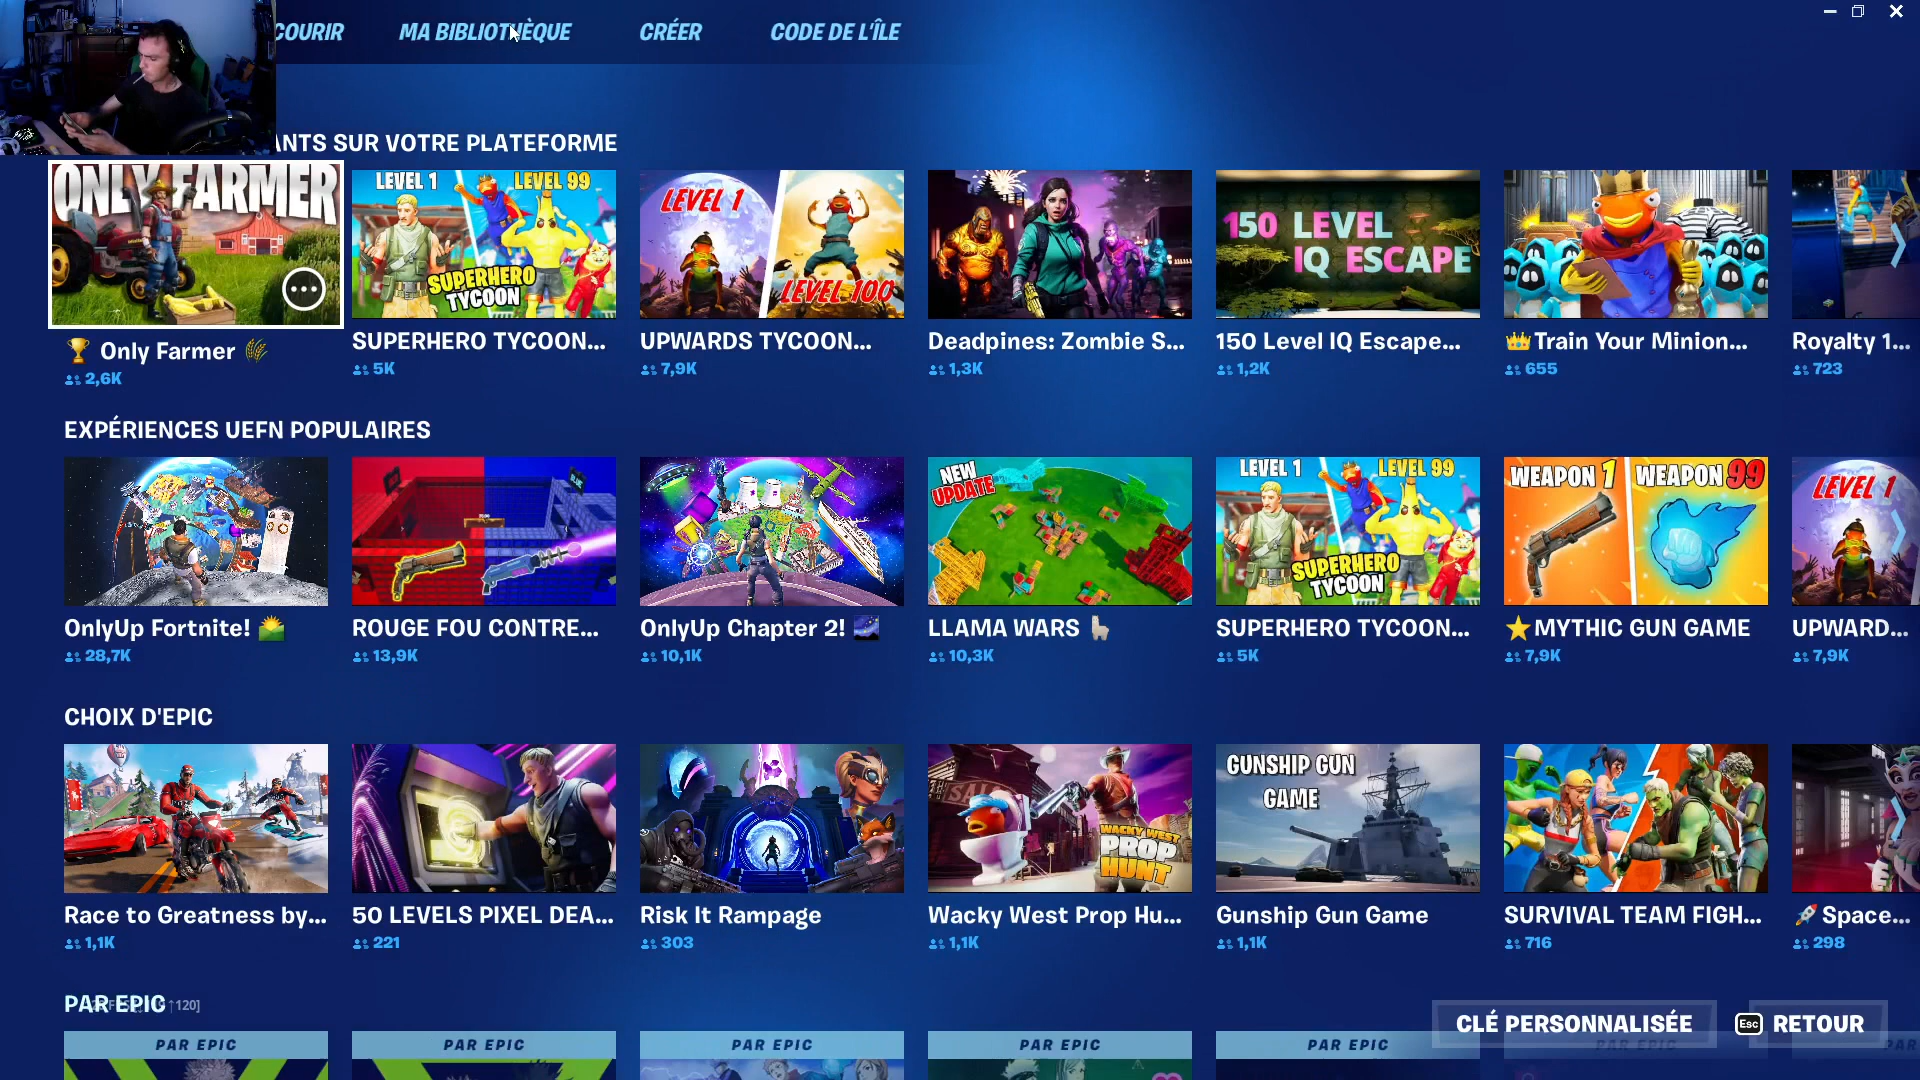 COURIR
MA BIBLIOTHÈQUE
CRÉER
CODE DE L'ÎLE
ANTS SUR VOTRE PLATEFORME
ONLY FARMER
LEVEL 1
LEVEL 99
SUPERHERO
TYCOON
LEVEL 1
LEVEL 100
150 LEVEL
IQ ESCAPE
Only Farmer
2,6K
SUPERHERO TYCOON...
5K
UPWARDS TYCOON...
7,9K
Deadpines: Zombie S...
1,3K
150 Level IQ Escape...
1,2K
Train Your Minion...
655
Royalty 1...
723
EXPÉRIENCES UEFN POPULAIRES
NEW
UPDATE
LEVEL 1
LEVEL 99
SUPERHERO
TYCOON
WEAPON 1
WEAPON 99
LEVEL 1
OnlyUp Fortnite!
28,7K
ROUGE FOU CONTRE...
13,9K
OnlyUp Chapter 2!
10,1K
LLAMA WARS
10,3K
SUPERHERO TYCOON...
5K
MYTHIC GUN GAME
7,9K
UPWARD...
7,9K
CHOIX D'EPIC
WACKY WEST
PROP
HUNT
GUNSHIP GUN
GAME
Race to Greatness by...
1,1K
50 LEVELS PIXEL DEA...
221
Risk It Rampage
303
Wacky West Prop Hu...
1,1K
Gunship Gun Game
1,1K
SURVIVAL TEAM FIGH...
716
Space...
298
PAR EPIC
120]
CLÉ PERSONNALISÉE
Esc RETOUR
PAR EPIC
PAR EPIC
PAR EPIC
PAR EPIC
PAR EPIC
PAR EPIC
PAR